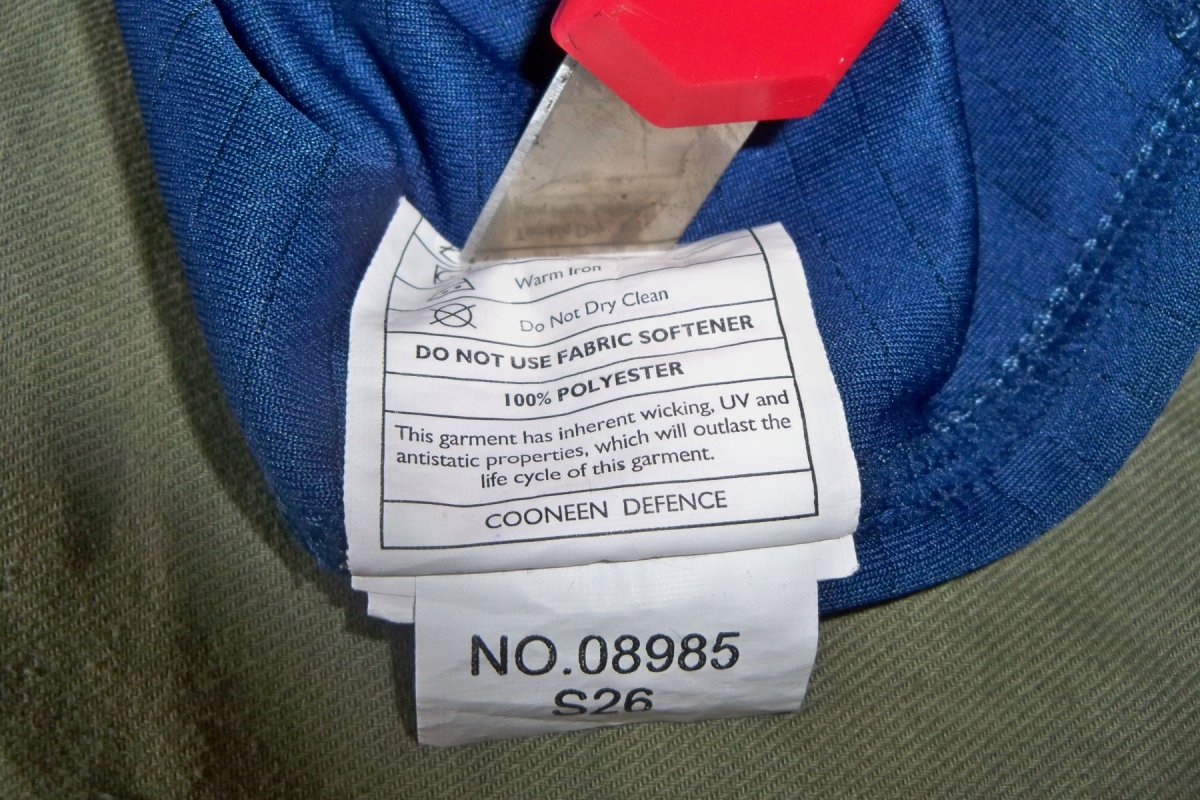 Warm Iron
Do Not Dry Clean
DO NOT USE FABRIC SOFTENER
100% POLYESTER
This garment has inherent wicking, UV and
antistatic properties, which will outlast the
life cycle of this garment.
COONEEN DEFENCE
NO.08985
S26